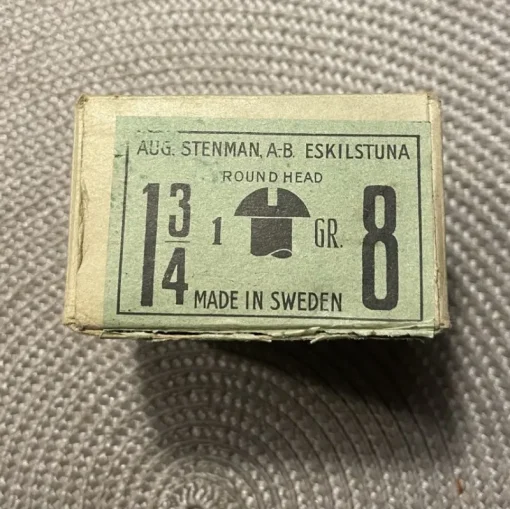 AUG. STENMAN, A-B. ESKILSTUNA
ROUND HEAD
1 3/4 1 GR. 8
MADE IN SWEDEN